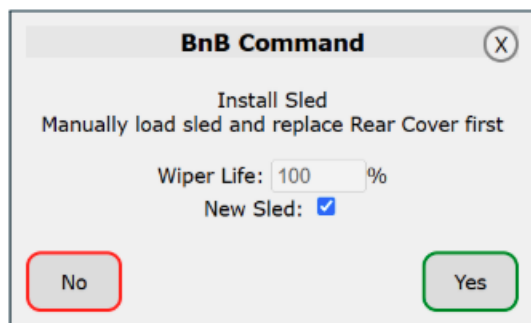 BnB Command
X
Install Sled
Manually load sled and replace Rear Cover first
Wiper Life: 100 %
New Sled:
No
Yes